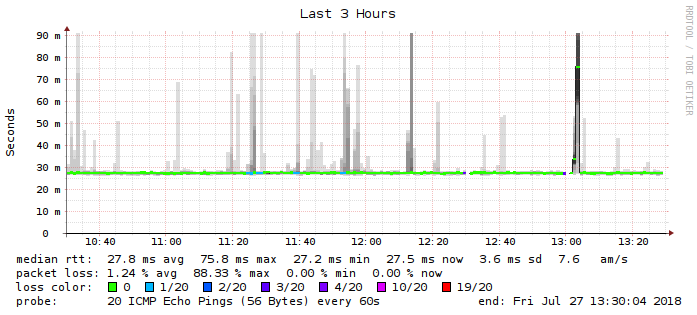 Last 3 Hours
RRDTOOL / TOBI OETIKER
Seconds
90 m
80 m
70 m
60 m
50 m
40 m
30 m
20 m
10 m
0
10:40 11:00 11:20 11:40 12:00 12:20 12:40 13:00 13:20
median rtt: 27.8 ms avg 75.8 ms max 27.2 ms min 27.5 ms now 3.6 ms sd 7.6 am/s
packet loss: 1.24 % avg 88.33 % max 0.00 % min 0.00 % now
loss color: 0 1/20 2/20 3/20 4/20 10/20 19/20
probe: 20 ICMP Echo Pings (56 Bytes) every 60s end: Fri Jul 27 13:30:04 2018